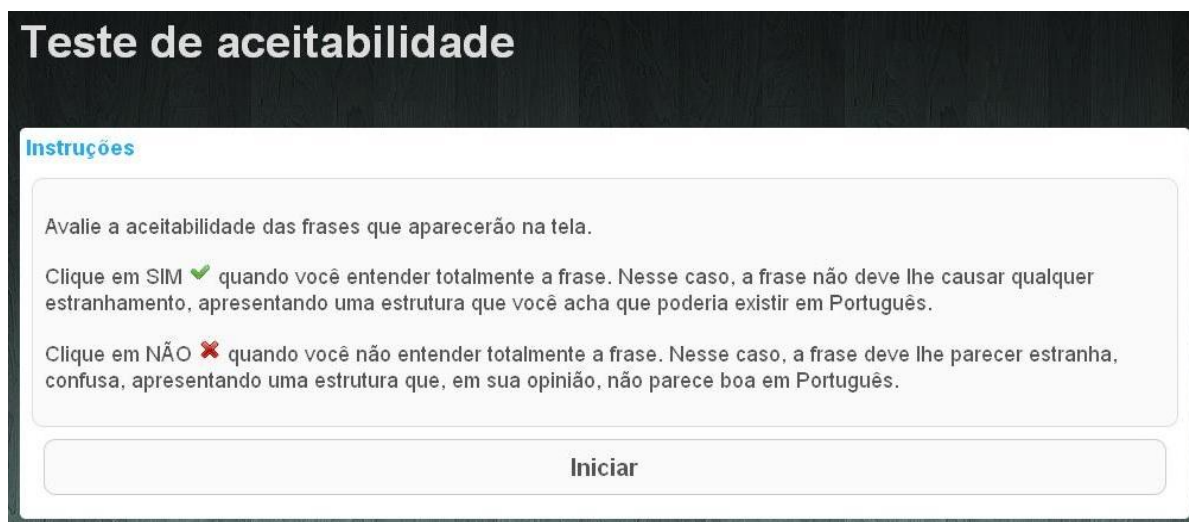 Teste de aceitabilidade
Instruções
Avalie a aceitabilidade das frases que aparecerão na tela.
Clique em SIM ✔ quando você entender totalmente a frase. Nesse caso, a frase não deve lhe causar qualquer
estranhamento, apresentando uma estrutura que você acha que poderia existir em Português.
Clique em NÃO ✖ quando você não entender totalmente a frase. Nesse caso, a frase deve lhe parecer estranha,
confusa, apresentando uma estrutura que, em sua opinião, não parece boa em Português.
Iniciar